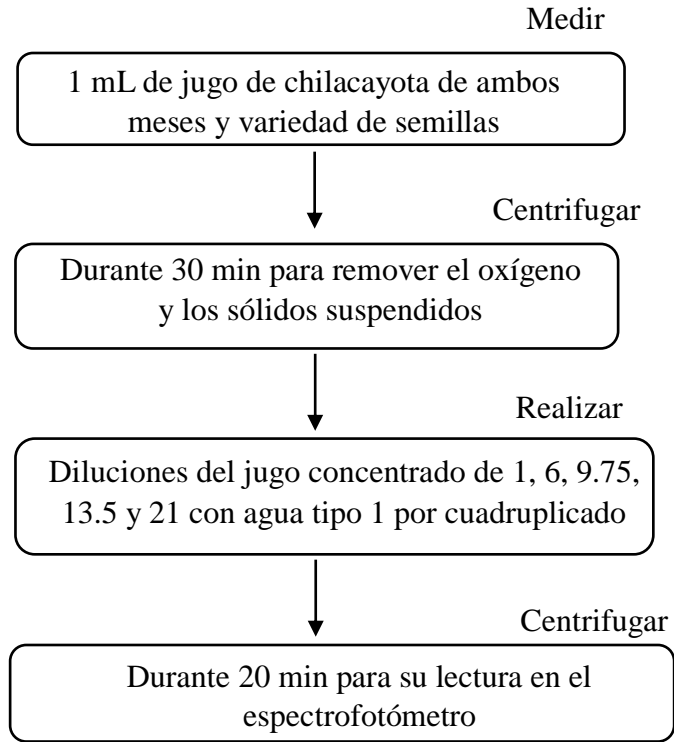 Medir
1 mL de jugo de chilacayota de ambos
meses y variedad de semillas
Centrifugar
Durante 30 min para remover el oxígeno
y los sólidos suspendidos
Realizar
Diluciones del jugo concentrado de 1, 6, 9.75,
13.5 y 21 con agua tipo 1 por cuadruplicado
Centrifugar
Durante 20 min para su lectura en el
espectrofotómetro